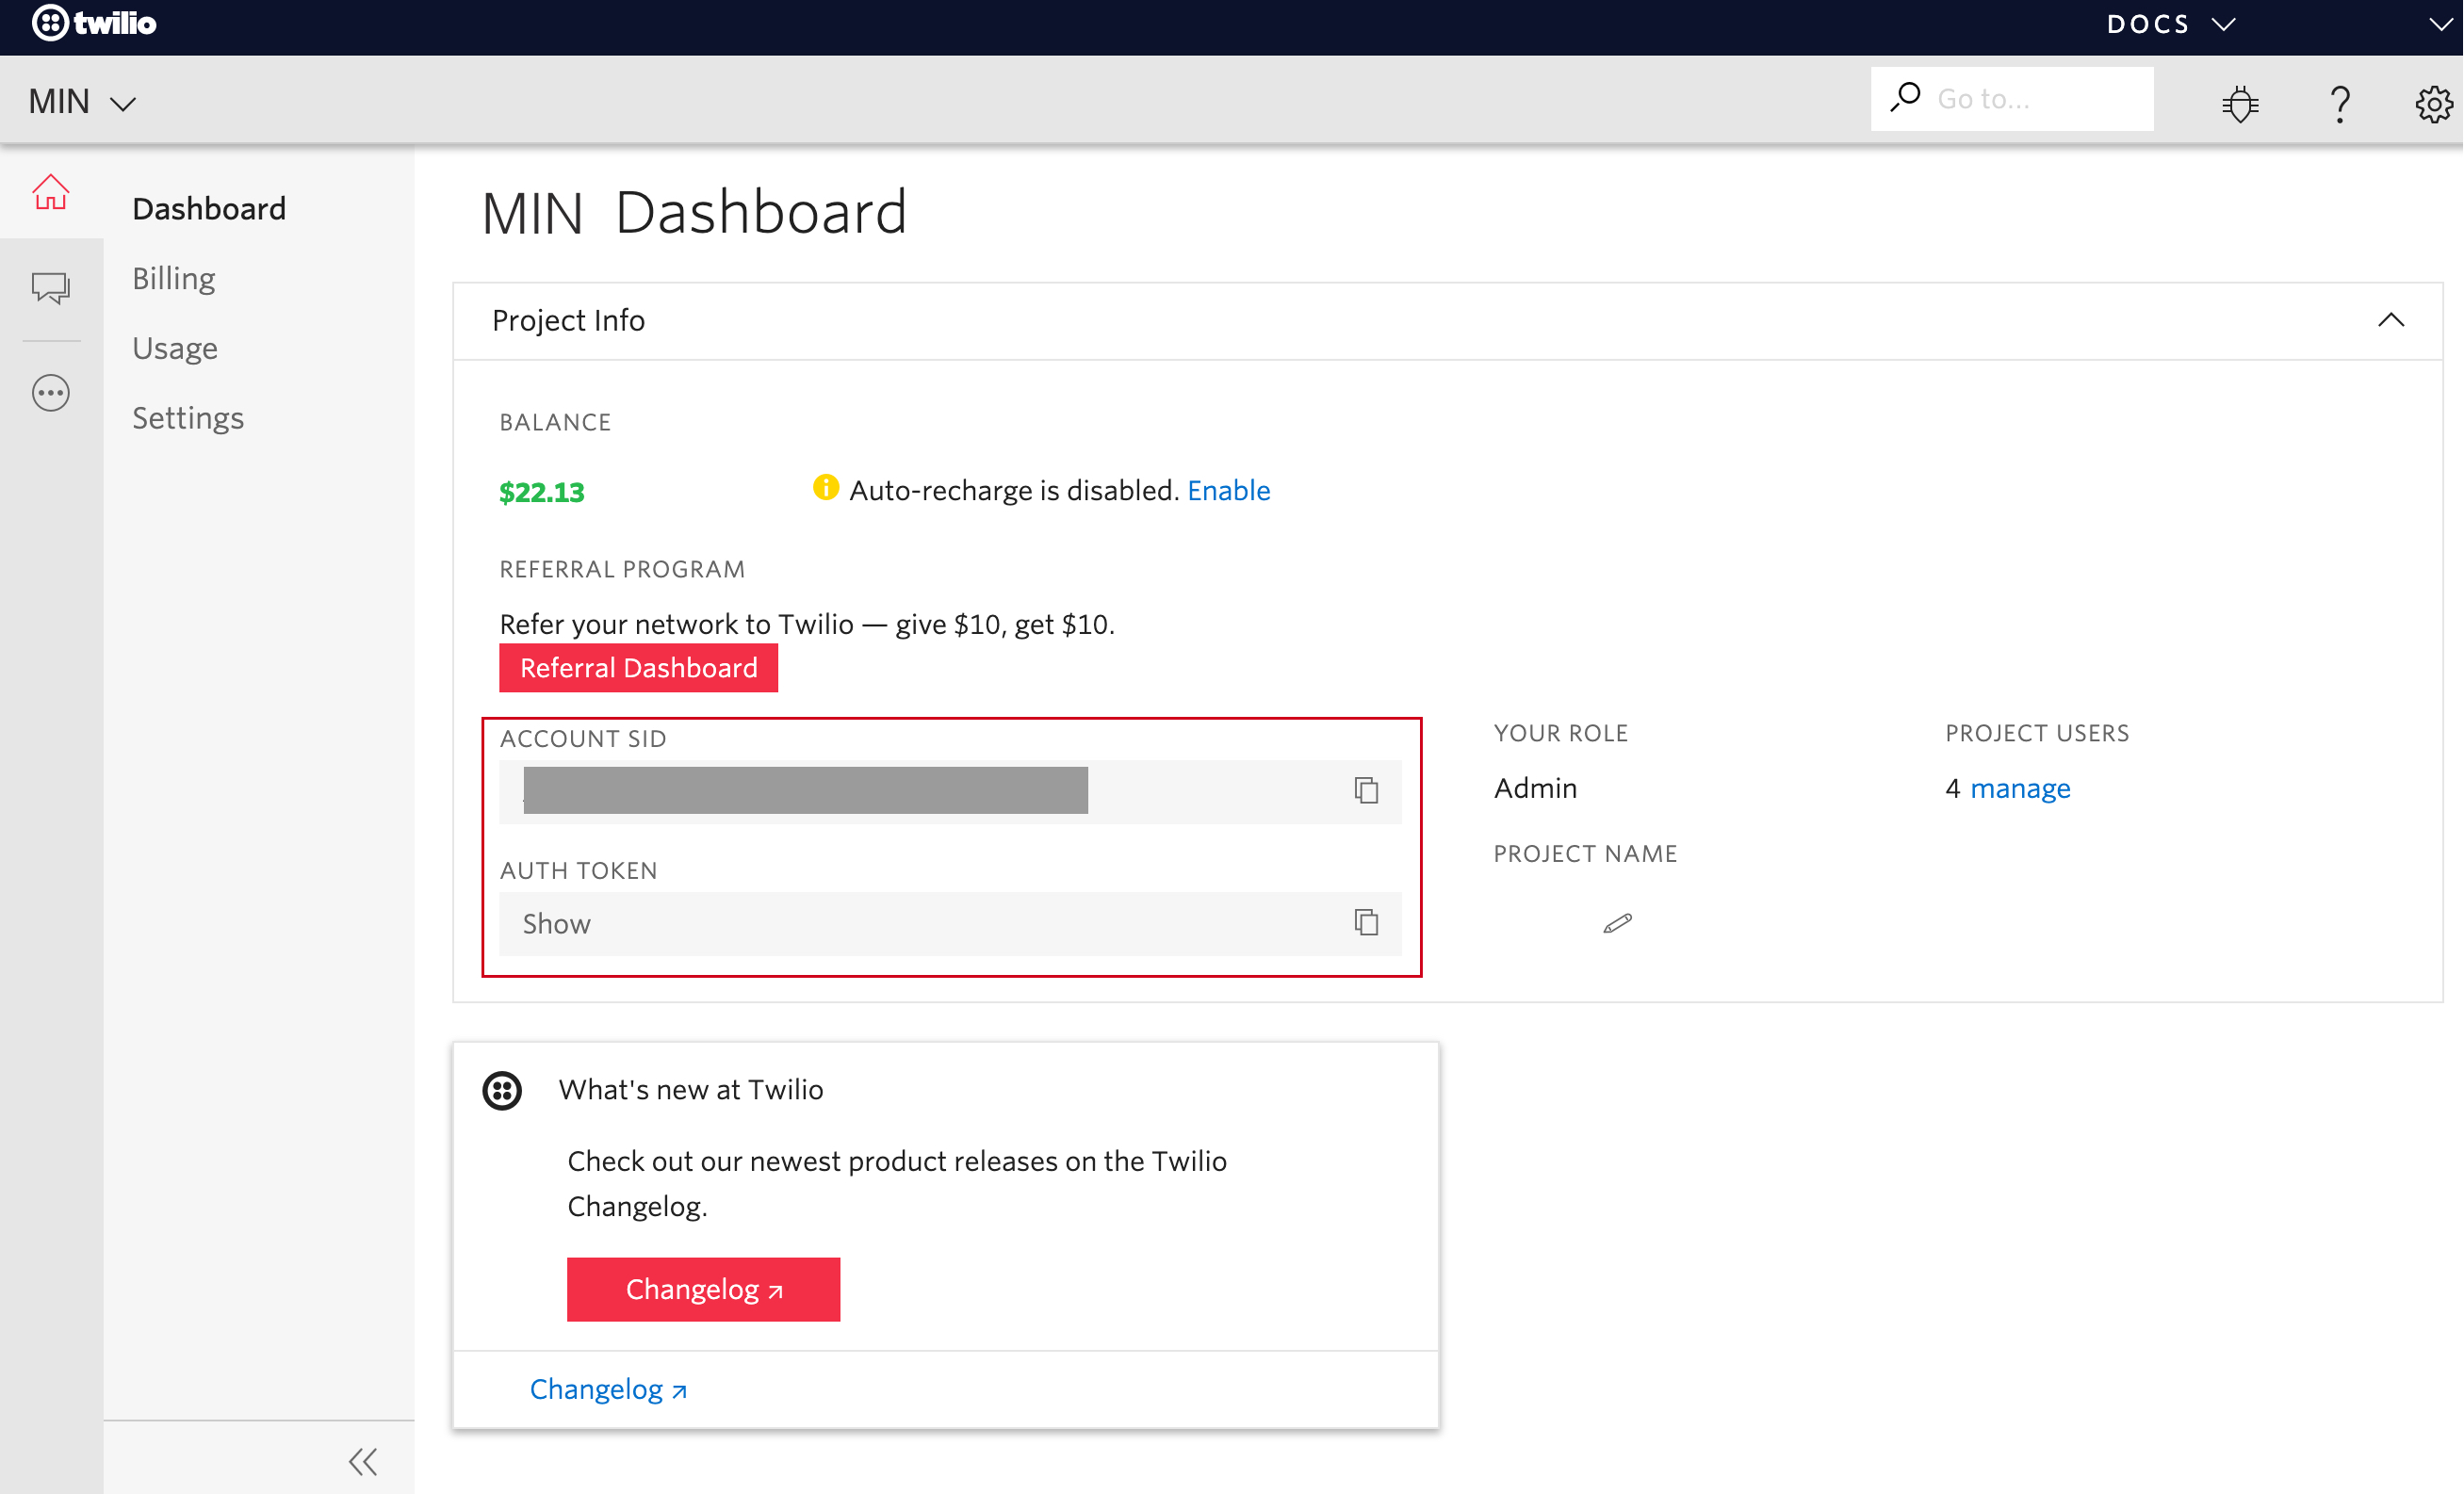 twilio
DOCS
MIN
Go to...
Dashboard
Billing
Usage
Settings
MIN Dashboard
Project Info
BALANCE
$22.13
Auto-recharge is disabled. Enable
REFERRAL PROGRAM
Refer your network to Twilio — give $10, get $10.
Referral Dashboard
ACCOUNT SID
AUTH TOKEN
Show
YOUR ROLE
Admin
PROJECT NAME
PROJECT USERS
4 manage
What's new at Twilio
Check out our newest product releases on the Twilio
Changelog.
Changelog ↗
Changelog ↗